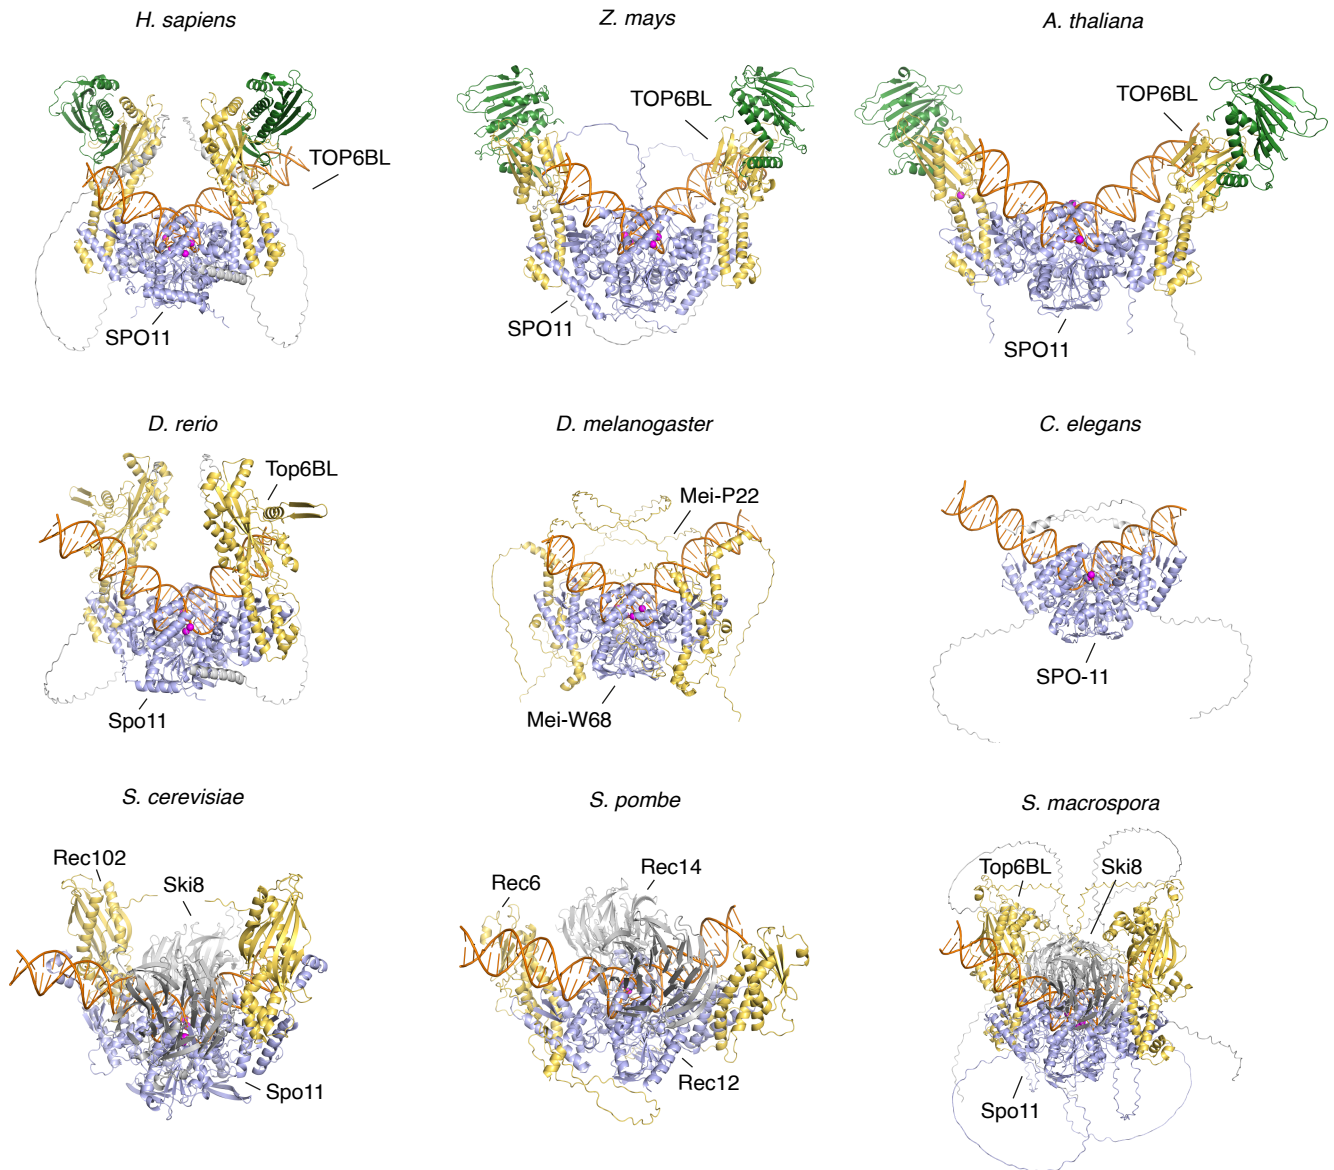 H. sapiens
Z. mays
A. thaliana
TOP6BL
TOP6BL
TOP6BL
SPO11
SPO11
SPO11
D. rerio
D. melanogaster
C. elegans
Top6BL
Mei-P22
Spo11
Mei-W68
SPO-11
S. cerevisiae
S. pombe
S. macrospora
Rec102
Ski8
Rec6
Rec14
Top6BL
Ski8
Spo11
Rec12
Spo11